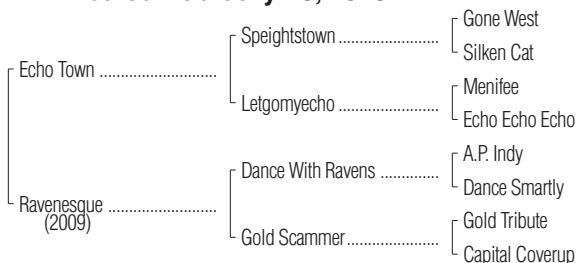 Gone West
Speightstown
Silken Cat
Echo Town
Menifee
Letgomyecho
Echo Echo Echo
A.P. Indy
Dance With Ravens
Dance Smartly
Ravenesque
(2009)
Gold Tribute
Gold Scammer
Capital Coverup